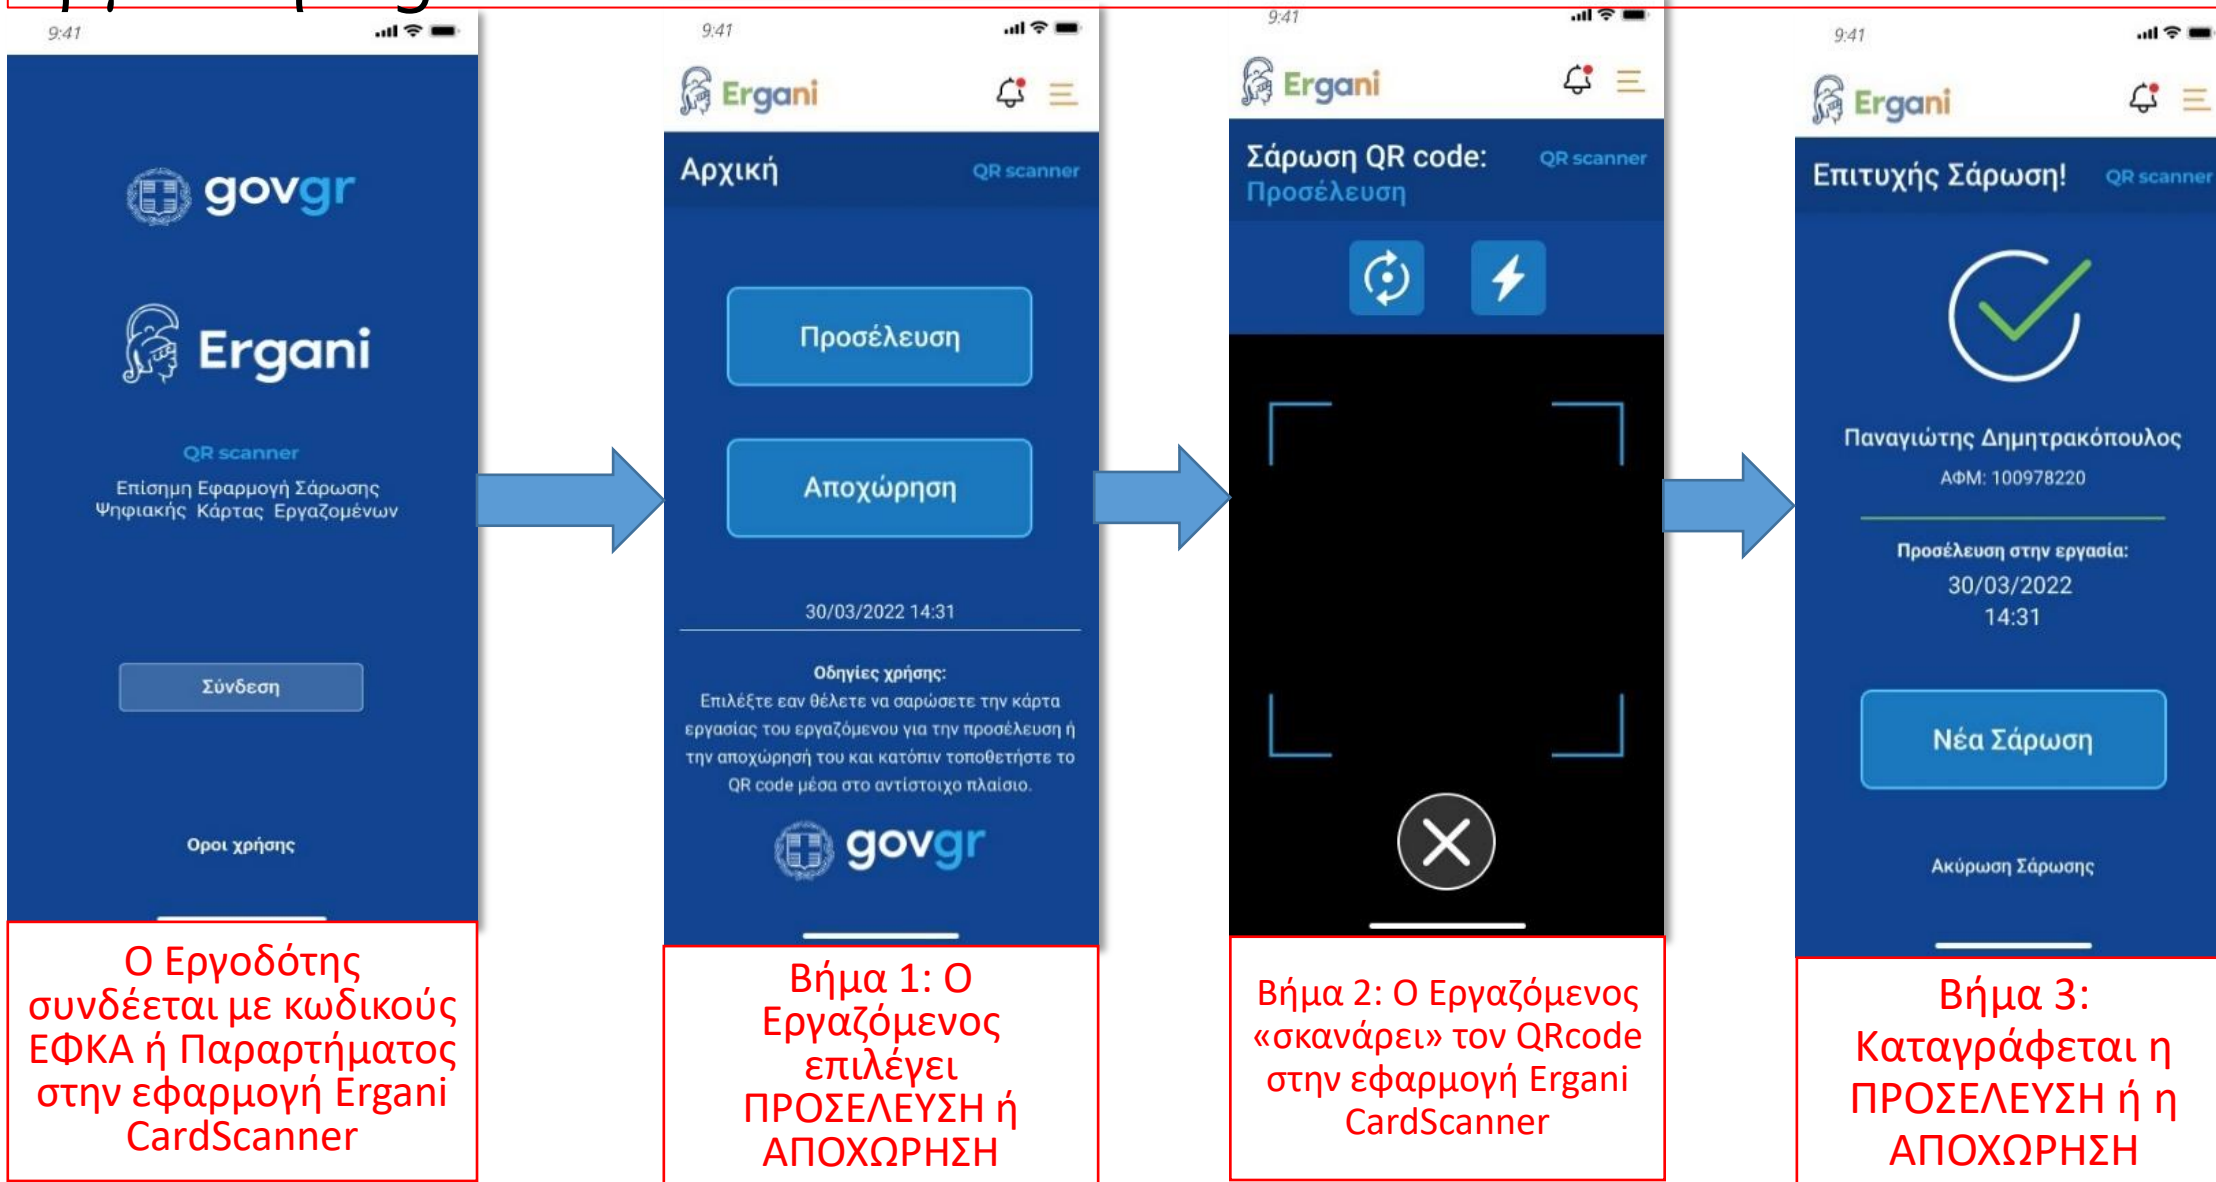 9:41
govgr
Ergani
QR scanner
Επίσημη Εφαρμογή Σάρωσης
Ψηφιακής Κάρτας Εργαζομένων
Σύνδεση
Οροι χρήσης
Ο Εργοδότης
συνδέεται με κωδικούς
ΕΦΚΑ ή Παραρτήματος
στην εφαρμογή Ergani
CardScanner
9:41
Ergani
Αρχική
QR scanner
Προσέλευση
Αποχώρηση
30/03/2022 14:31
Οδηγίες χρήσης:
Επιλέξτε εαν θέλετε να σαρώσετε την κάρτα
εργασίας του εργαζόμενου για την προσέλευση ή
την αποχώρησή του και κατόπιν τοποθετήστε το
QR code μέσα στο αντίστοιχο πλαίσιο.
govgr
Βήμα 1: Ο
Εργαζόμενος
επιλέγει
ΠΡΟΣΕΛΕΥΣΗ ή
ΑΠΟΧΩΡΗΣΗ
9:41
Ergani
Σάρωση QR code:
QR scanner
Προσέλευση
Βήμα 2: Ο Εργαζόμενος
«σκανάρει» τον QRcode
στην εφαρμογή Ergani
CardScanner
9:41
Ergani
Επιτυχής Σάρωση!
QR scanner
Παναγιώτης Δημητρακόπουλος
ΑΦΜ: 100978220
Προσέλευση στην εργασία:
30/03/2022
14:31
Νέα Σάρωση
Ακύρωση Σάρωσης
Βήμα 3:
Καταγράφεται η
ΠΡΟΣΕΛΕΥΣΗ ή η
ΑΠΟΧΩΡΗΣΗ